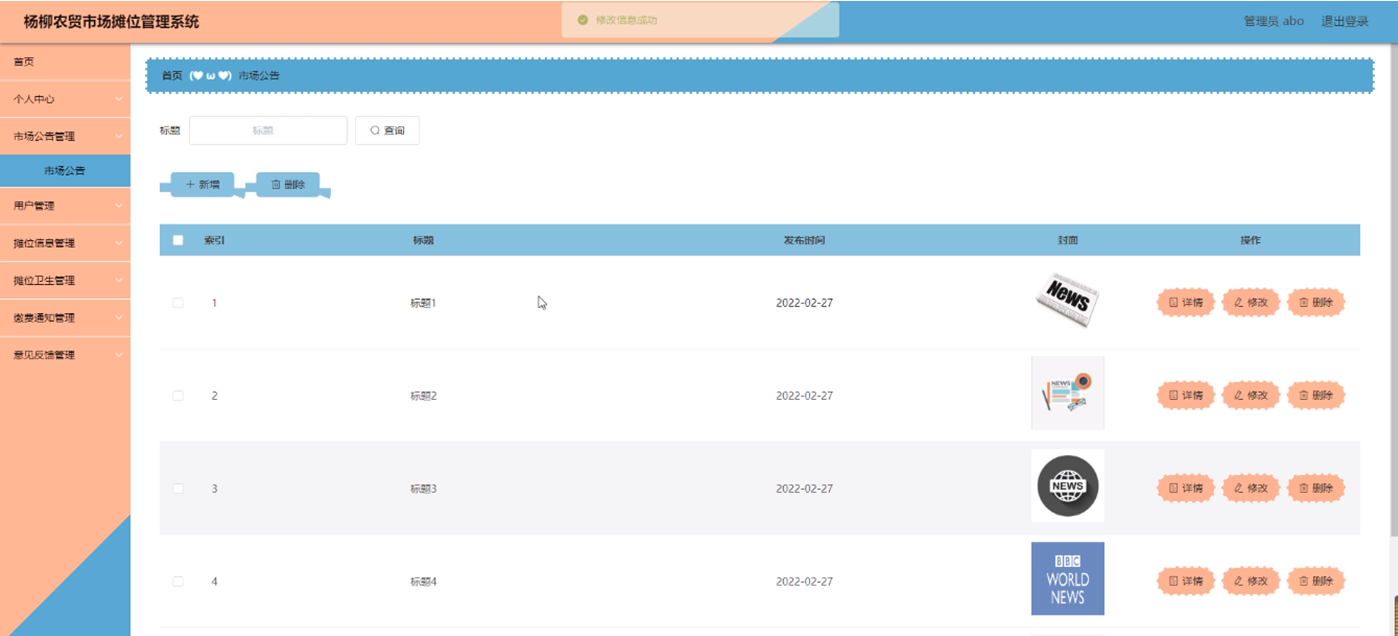 杨柳农贸市场摊位管理系统
修改信息成功
管理员 abo
退出登录
首页
个人中心
市场公告管理
市场公告
用户管理
摊位信息管理
摊位卫生管理
缴费通知管理
意见反馈管理
首页 (♥ω♥) 市场公告
标题 标题 查询
新增 删除
索引 标题 发布时间 封面 操作
1 标题1 2022-02-27 News 详情 修改 删除
2 标题2 2022-02-27 NEWS 详情 修改 删除
3 标题3 2022-02-27 NEWS 详情 修改 删除
4 标题4 2022-02-27 BBC WORLD NEWS 详情 修改 删除